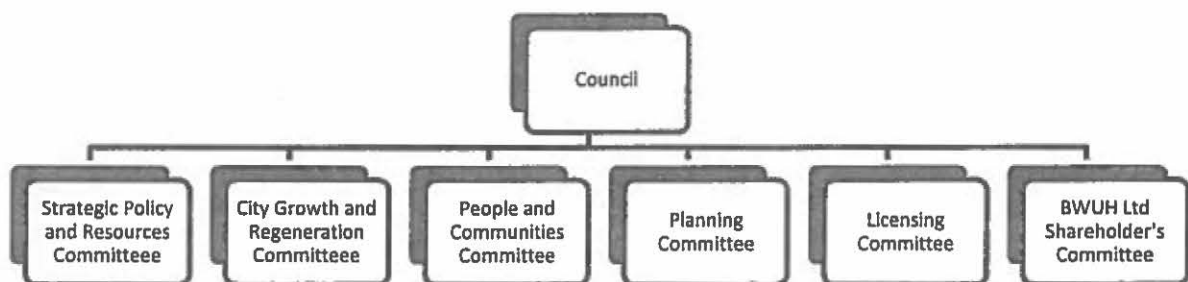 Council
Strategic Policy
and Resources
Committeee
City Growth and
Regeneration
Committeee
People and
Communities
Committee
Planning
Committee
Licensing
Committee
BWUH Ltd
Shareholder's
Committee